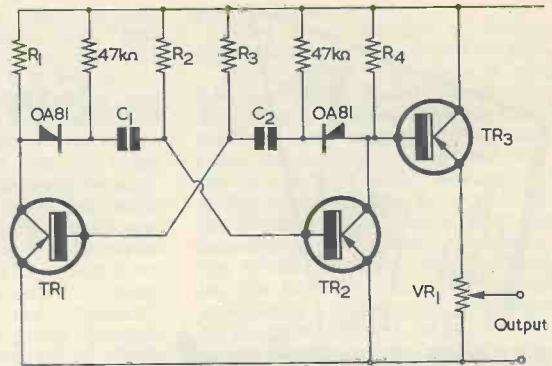 R₁
47kΩ
R₂
R₃
47kΩ
R₄
OA81
C₁
C₂
OA81
TR₃
TR₁
TR₂
VR₁
Output